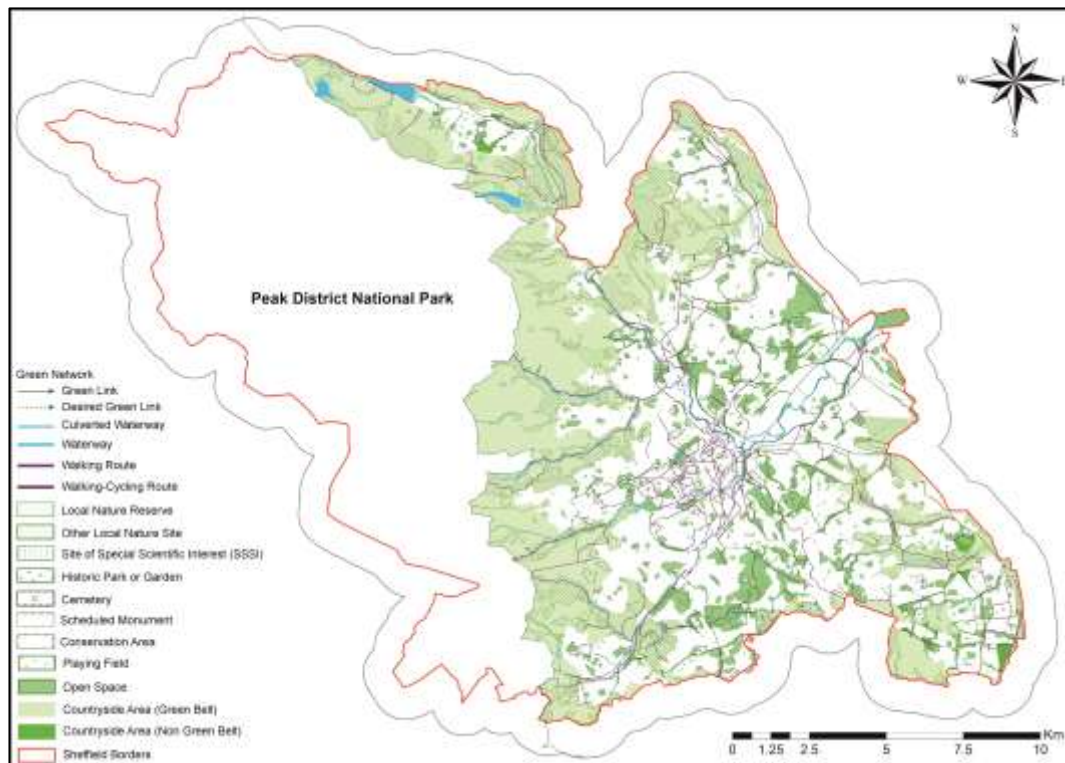 N
W
E
S
Peak District National Park
Green Network
Green Link
Desired Green Link
Culverted Waterway
Waterway
Walking Route
Walking-Cycling Route
Local Nature Reserve
Other Local Nature Site
Site of Special Scientific Interest (SSSI)
Historic Park or Garden
Cemetery
Scheduled Monument
Conservation Area
Playing Field
Open Space
Countryside Area (Green Belt)
Countryside Area (Non Green Belt)
Sheffield Borders
Km
0 1.25 2.5 5 7.5 10